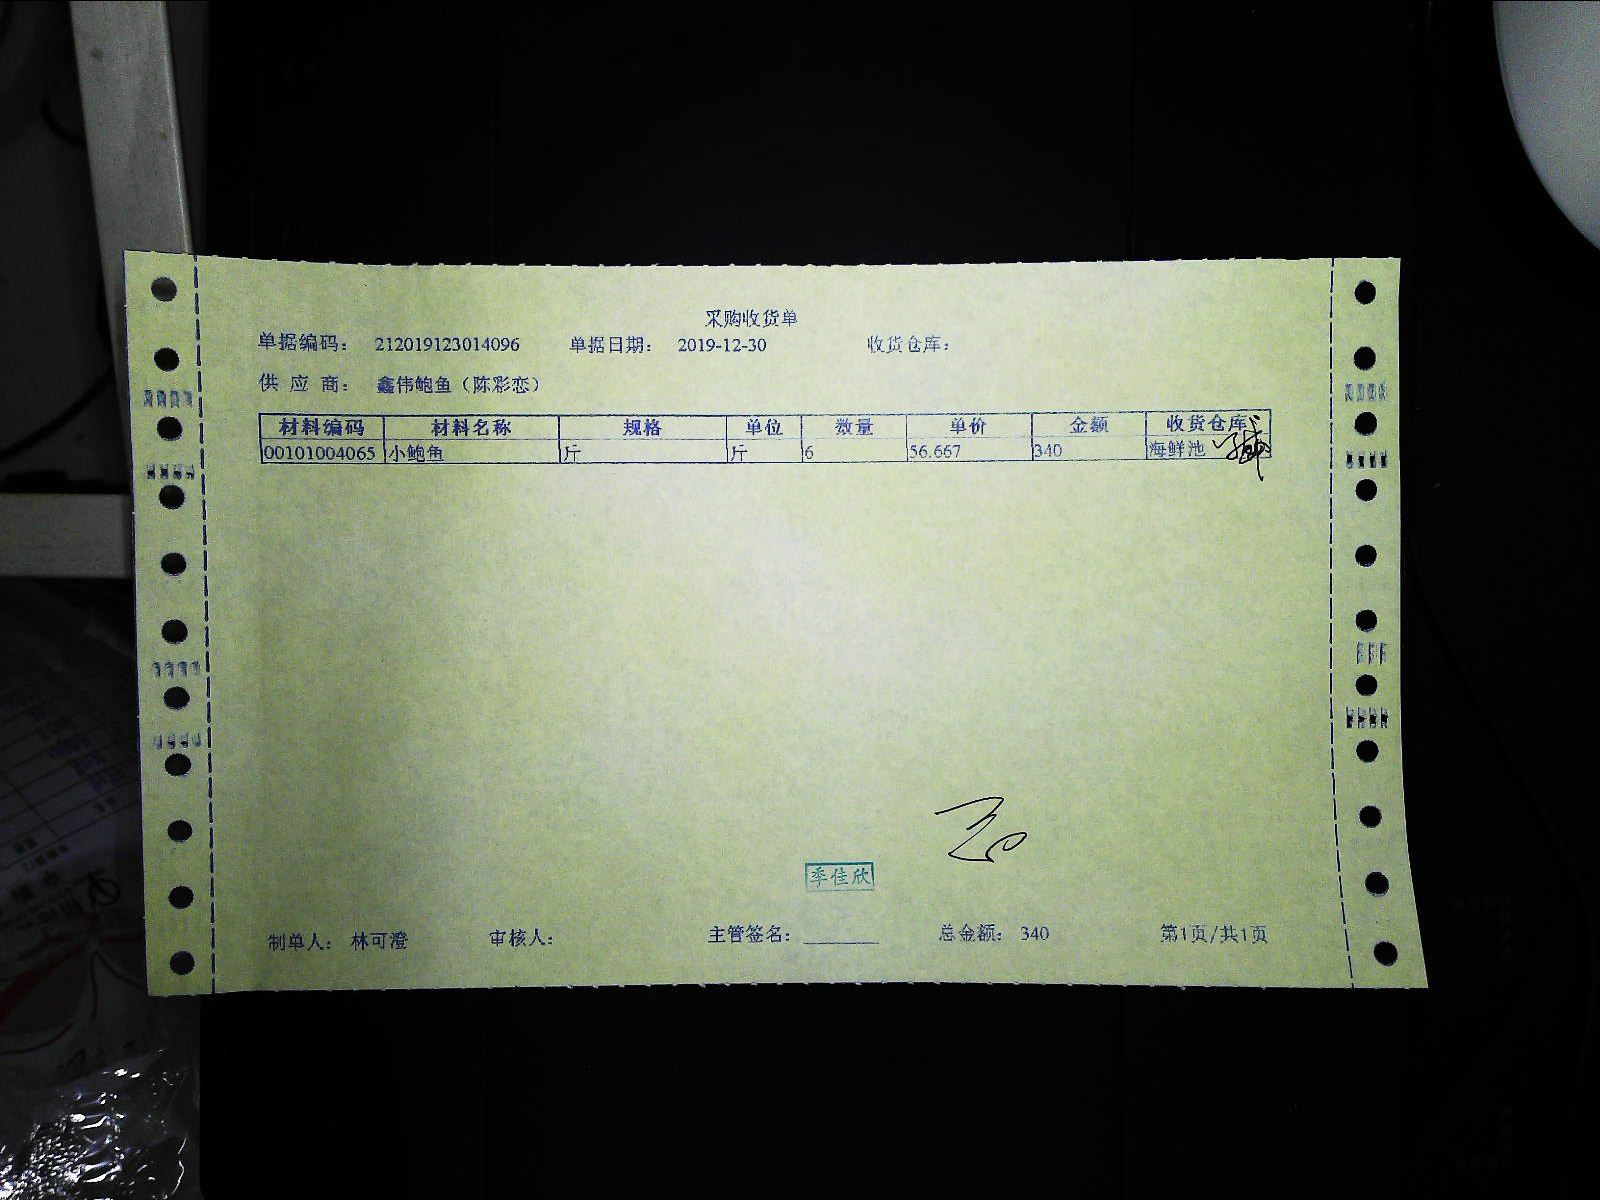 采购收货单
单据编码： 212019123014096 单据日期： 2019-12-30 收货仓库：
供 应 商： 鑫伟鲍鱼（陈彩恋）
材料编码 材料名称 规格 单位 数量 单价 金额 收货仓库
00101004065 小鲍鱼 斤 斤 6 56.667 340 海鲜池
季佳欣
制单人： 林可澄 审核人： 主管签名： 总金额： 340 第1页/共1页